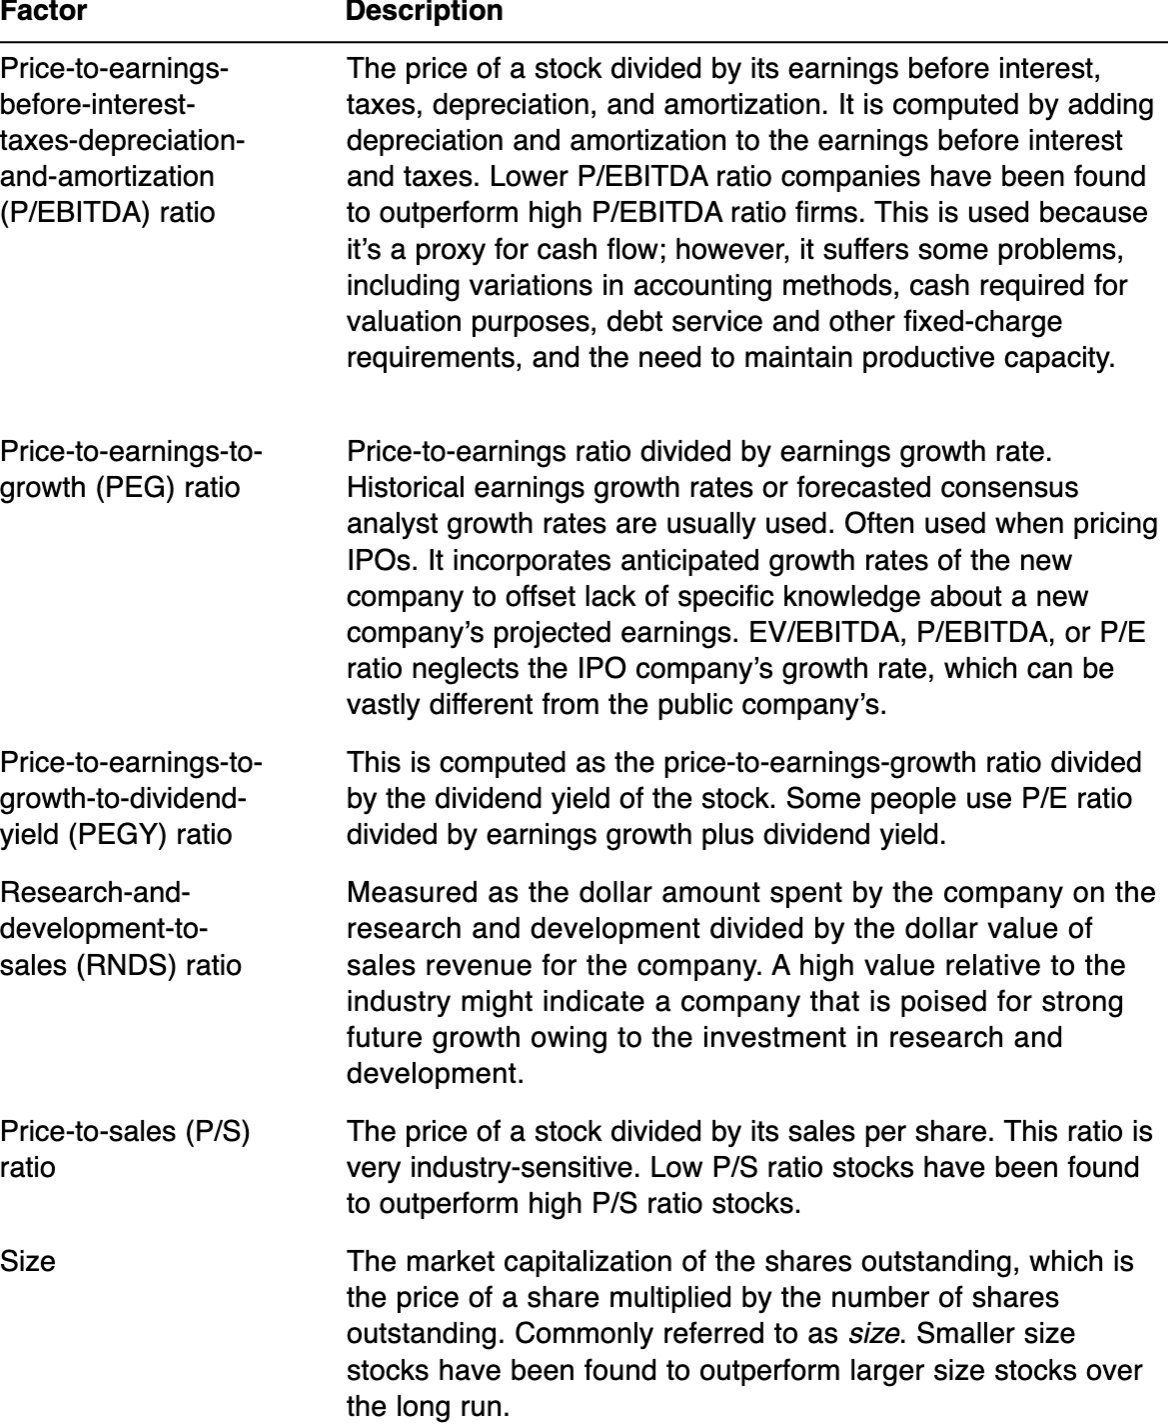 Factor Description
Price-to-earnings- The price of a stock divided by its earnings before interest,
before-interest- taxes, depreciation, and amortization. It is computed by adding
taxes-depreciation- depreciation and amortization to the earnings before interest
and-amortization and taxes. Lower P/EBITDA ratio companies have been found
(P/EBITDA) ratio to outperform high P/EBITDA ratio firms. This is used because
it’s a proxy for cash flow; however, it suffers some problems,
including variations in accounting methods, cash required for
valuation purposes, debt service and other fixed-charge
requirements, and the need to maintain productive capacity.
Price-to-earnings-to- Price-to-earnings ratio divided by earnings growth rate.
growth (PEG) ratio Historical earnings growth rates or forecasted consensus
analyst growth rates are usually used. Often used when pricing
IPOs. It incorporates anticipated growth rates of the new
company to offset lack of specific knowledge about a new
company’s projected earnings. EV/EBITDA, P/EBITDA, or P/E
ratio neglects the IPO company’s growth rate, which can be
vastly different from the public company’s.
Price-to-earnings-to- This is computed as the price-to-earnings-growth ratio divided
growth-to-dividend- by the dividend yield of the stock. Some people use P/E ratio
yield (PEGY) ratio divided by earnings growth plus dividend yield.
Research-and- Measured as the dollar amount spent by the company on the
development-to- research and development divided by the dollar value of
sales (RNDS) ratio sales revenue for the company. A high value relative to the
industry might indicate a company that is poised for strong
future growth owing to the investment in research and
development.
Price-to-sales (P/S) The price of a stock divided by its sales per share. This ratio is
ratio very industry-sensitive. Low P/S ratio stocks have been found
to outperform high P/S ratio stocks.
Size The market capitalization of the shares outstanding, which is
the price of a share multiplied by the number of shares
outstanding. Commonly referred to as size. Smaller size
stocks have been found to outperform larger size stocks over
the long run.